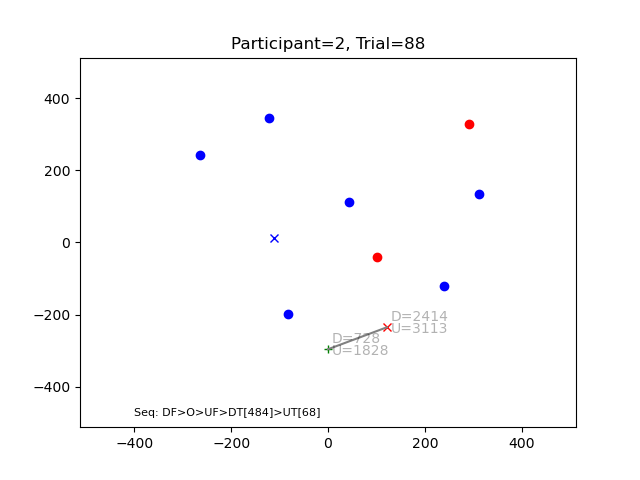 Participant=2, Trial=88
400
200
0
−200
−400
D=2414
U=3113
D=728
U=1828
Seq: DF>O>UF>DT[484]>UT[68]
−400
−200
0
200
400